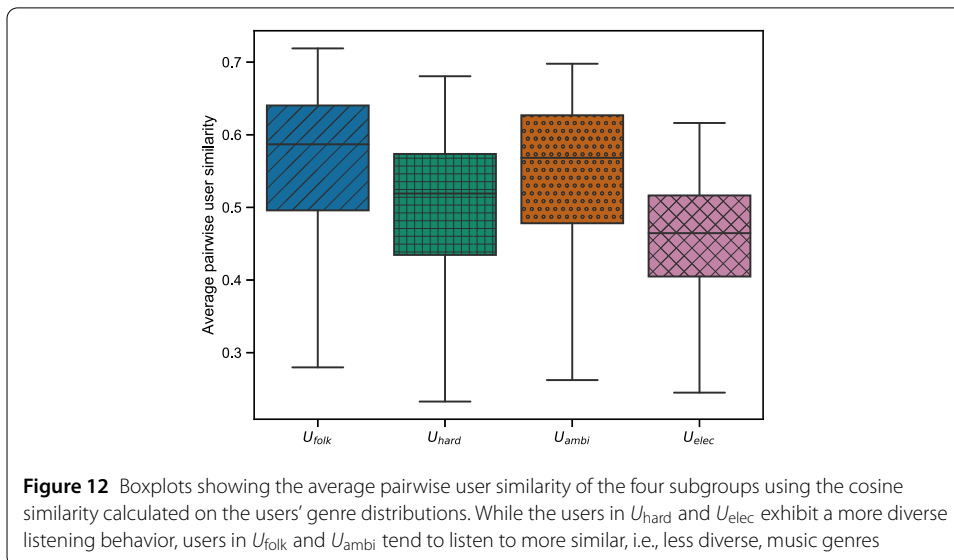 0.7
0.6
0.5
0.4
0.3
Average pairwise user similarity
U_folk U_hard U_ambi U_elec
Figure 12 Boxplots showing the average pairwise user similarity of the four subgroups using the cosine
similarity calculated on the users' genre distributions. While the users in U_hard and U_elec exhibit a more diverse
listening behavior, users in U_folk and U_ambi tend to listen to more similar, i.e., less diverse, music genres